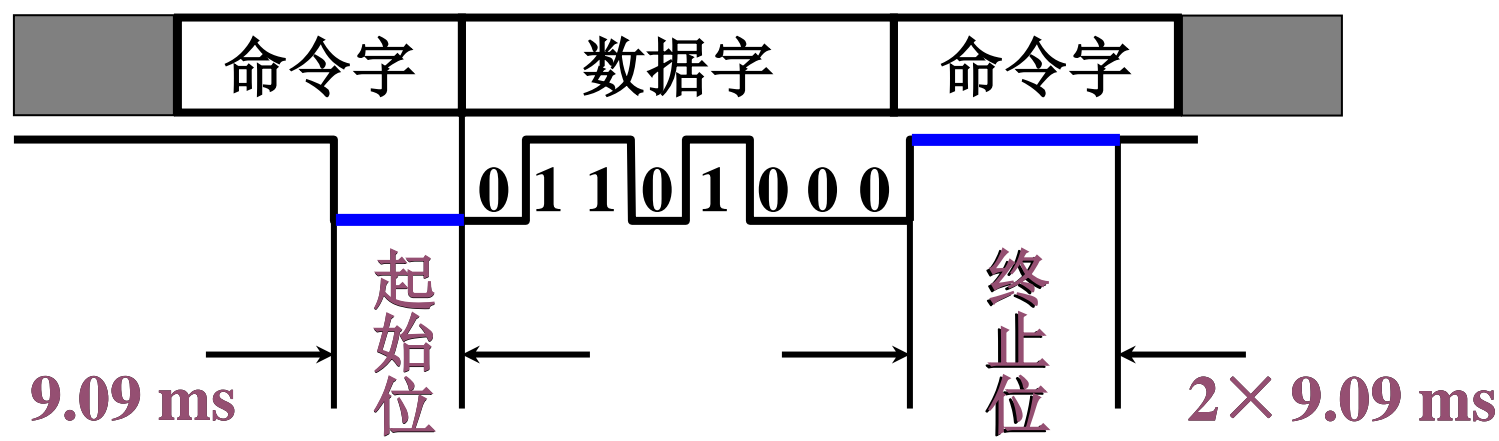 命令字 数据字 命令字
0 1 1 0 1 0 0 0
起始位
终止位
9.09 ms
2× 9.09 ms